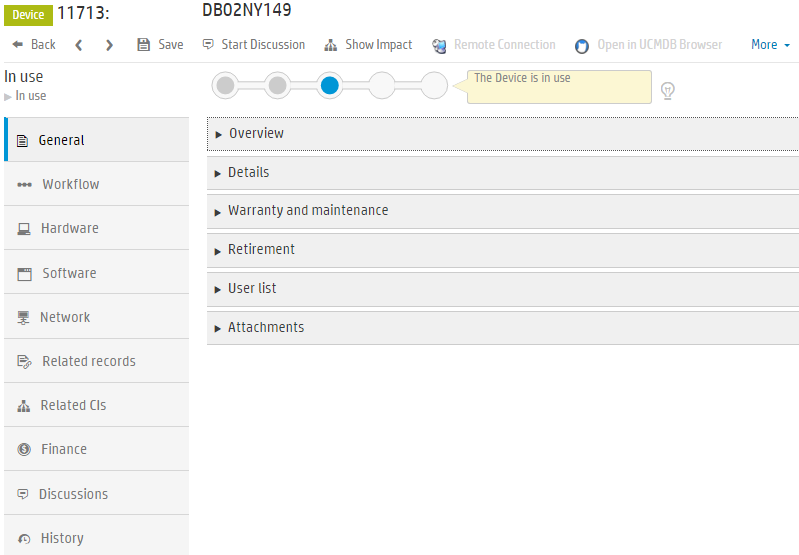 Device 11713: DB02NY149
Back Save Start Discussion Show Impact Remote Connection Open in UCMDB Browser More
In use
In use
The Device is in use
General
Workflow
Hardware
Software
Network
Related records
Related CIs
Finance
Discussions
History
Overview
Details
Warranty and maintenance
Retirement
User list
Attachments